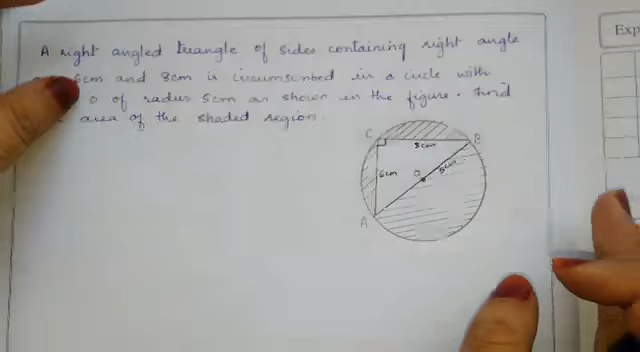 A right angled triangle of sides containing right angle
6cm and 8cm is circumscribed in a circle with
O of radius 5cm as shown in the figure. Find
area of the shaded region.
C
B
8cm
6cm
O
5cm
A
Exp